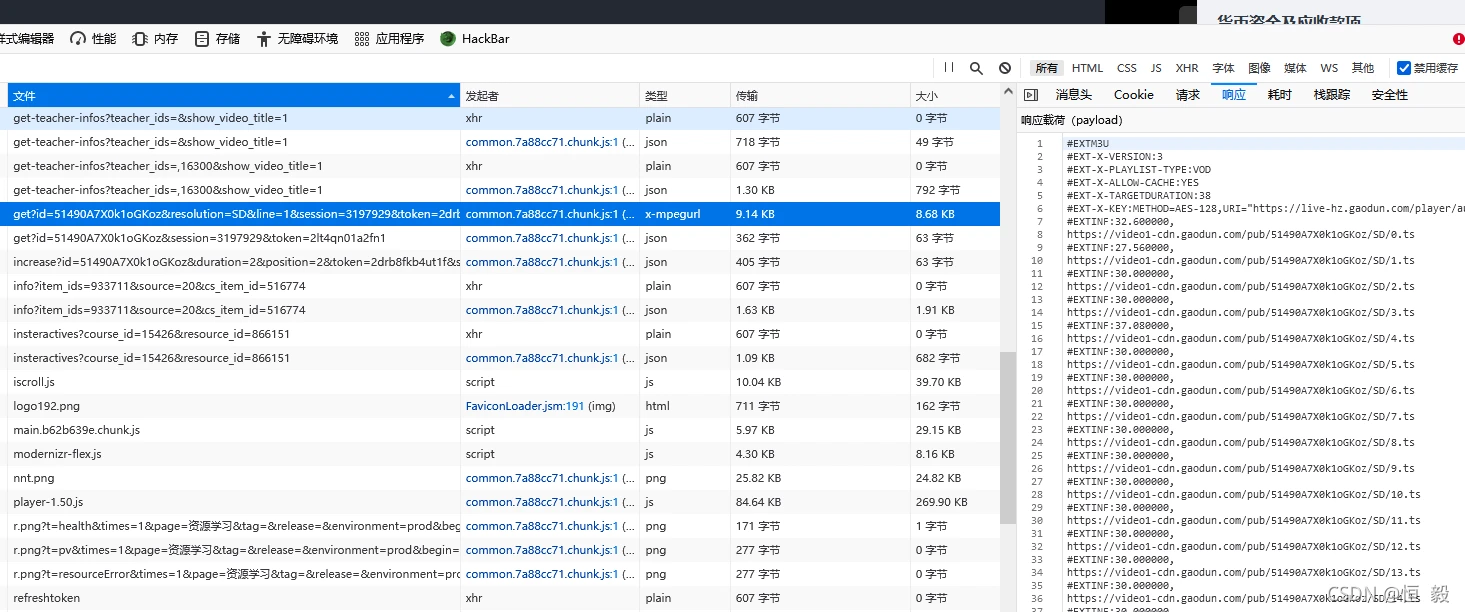 货币资金及应收款项
样式编辑器 性能 内存 存储 无障碍环境 应用程序 HackBar
所有 HTML CSS JS XHR 字体 图像 媒体 WS 其他 禁用缓存
文件 发起者 类型 传输 大小
消息头 Cookie 请求 响应 耗时 栈跟踪 安全性
get-teacher-infos?teacher_ids=&show_video_title=1 xhr plain 607 字节 0 字节
get-teacher-infos?teacher_ids=&show_video_title=1 common.7a88cc71.chunk.js:1 (... json 718 字节 49 字节
get-teacher-infos?teacher_ids=,16300&show_video_title=1 xhr plain 607 字节 0 字节
get-teacher-infos?teacher_ids=,16300&show_video_title=1 common.7a88cc71.chunk.js:1 (... json 1.30 KB 792 字节
get?id=51490A7X0k1oGKoz&resolution=SD&line=1&session=3197929&token=2drb common.7a88cc71.chunk.js:1 (... x-mpegurl 9.14 KB 8.68 KB
get?id=51490A7X0k1oGKoz&session=3197929&token=2lt4qn01a2fn1 common.7a88cc71.chunk.js:1 (... json 362 字节 63 字节
increase?id=51490A7X0k1oGKoz&duration=2&position=2&token=2drb8fkb4ut1f&s common.7a88cc71.chunk.js:1 (... json 405 字节 63 字节
info?item_ids=933711&source=20&cs_item_id=516774 xhr plain 607 字节 0 字节
info?item_ids=933711&source=20&cs_item_id=516774 common.7a88cc71.chunk.js:1 (... json 1.63 KB 1.91 KB
insteractives?course_id=15426&resource_id=866151 xhr plain 607 字节 0 字节
insteractives?course_id=15426&resource_id=866151 common.7a88cc71.chunk.js:1 (... json 1.09 KB 682 字节
iscroll.js script js 10.04 KB 39.70 KB
logo192.png FaviconLoader.jsm:191 (img) html 711 字节 162 字节
main.b62b639e.chunk.js script js 5.97 KB 29.15 KB
modernizr-flex.js script js 4.30 KB 8.16 KB
nnt.png common.7a88cc71.chunk.js:1 (... png 25.82 KB 24.82 KB
player-1.50.js common.7a88cc71.chunk.js:1 (... js 84.64 KB 269.90 KB
r.png?t=health&times=1&page=资源学习&tag=&release=&environment=prod&beg common.7a88cc71.chunk.js:1 (... png 171 字节 1 字节
r.png?t=pv&times=1&page=资源学习&tag=&release=&environment=prod&begin= common.7a88cc71.chunk.js:1 (... png 277 字节 0 字节
r.png?t=resourceError&times=1&page=资源学习&tag=&release=&environment=pro common.7a88cc71.chunk.js:1 (... png 277 字节 0 字节
refreshtoken xhr plain 607 字节 0 字节
响应载荷 (payload)
1 #EXTM3U
2 #EXT-X-VERSION:3
3 #EXT-X-PLAYLIST-TYPE:VOD
4 #EXT-X-ALLOW-CACHE:YES
5 #EXT-X-TARGETDURATION:38
6 #EXT-X-KEY:METHOD=AES-128,URI="https://live-hz.gaodun.com/player/au
7 #EXTINF:32.600000,
8 https://video1-cdn.gaodun.com/pub/51490A7X0k1oGKoz/SD/0.ts
9 #EXTINF:27.560000,
10 https://video1-cdn.gaodun.com/pub/51490A7X0k1oGKoz/SD/1.ts
11 #EXTINF:30.000000,
12 https://video1-cdn.gaodun.com/pub/51490A7X0k1oGKoz/SD/2.ts
13 #EXTINF:30.000000,
14 https://video1-cdn.gaodun.com/pub/51490A7X0k1oGKoz/SD/3.ts
15 #EXTINF:37.080000,
16 https://video1-cdn.gaodun.com/pub/51490A7X0k1oGKoz/SD/4.ts
17 #EXTINF:30.000000,
18 https://video1-cdn.gaodun.com/pub/51490A7X0k1oGKoz/SD/5.ts
19 #EXTINF:30.000000,
20 https://video1-cdn.gaodun.com/pub/51490A7X0k1oGKoz/SD/6.ts
21 #EXTINF:30.000000,
22 https://video1-cdn.gaodun.com/pub/51490A7X0k1oGKoz/SD/7.ts
23 #EXTINF:30.000000,
24 https://video1-cdn.gaodun.com/pub/51490A7X0k1oGKoz/SD/8.ts
25 #EXTINF:30.000000,
26 https://video1-cdn.gaodun.com/pub/51490A7X0k1oGKoz/SD/9.ts
27 #EXTINF:30.000000,
28 https://video1-cdn.gaodun.com/pub/51490A7X0k1oGKoz/SD/10.ts
29 #EXTINF:30.000000,
30 https://video1-cdn.gaodun.com/pub/51490A7X0k1oGKoz/SD/11.ts
31 #EXTINF:30.000000,
32 https://video1-cdn.gaodun.com/pub/51490A7X0k1oGKoz/SD/12.ts
33 #EXTINF:30.000000,
34 https://video1-cdn.gaodun.com/pub/51490A7X0k1oGKoz/SD/13.ts
35 #EXTINF:30.000000,
36 https://video1-cdn.gaodun.com/pub/51490A7X0k1oGKoz/SD/14.ts
37 #EXTINF:30.000000,
CSDN @恒 毅